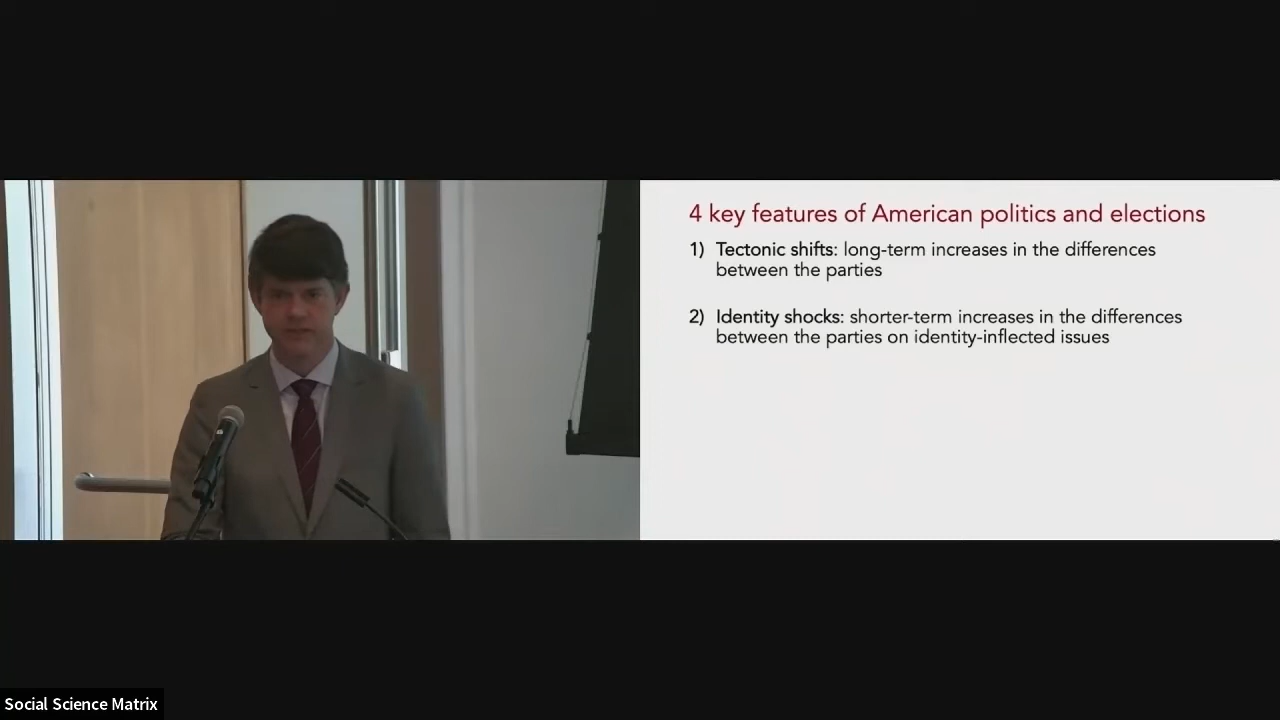 4 key features of American politics and elections
1) Tectonic shifts: long-term increases in the differences
between the parties
2) Identity shocks: shorter-term increases in the differences
between the parties on identity-inflected issues
Social Science Matrix